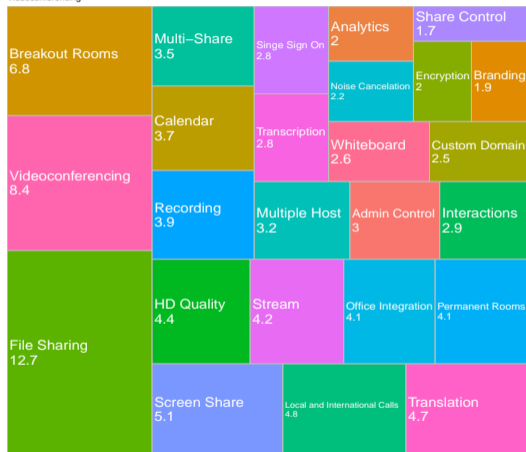 Breakout Rooms
6.8
Multi-Share
3.5
Singe Sign On
2.8
Analytics
2
Share Control
1.7
Noise Cancelation
2.2
Encryption
2
Branding
1.9
Videoconferencing
8.4
Calendar
3.7
Transcription
2.8
Whiteboard
2.6
Custom Domain
2.5
Recording
3.9
Multiple Host
3.2
Admin Control
3
Interactions
2.9
File Sharing
12.7
HD Quality
4.4
Stream
4.2
Office Integration
4.1
Permanent Rooms
4.1
Screen Share
5.1
Local and International Calls
4.8
Translation
4.7